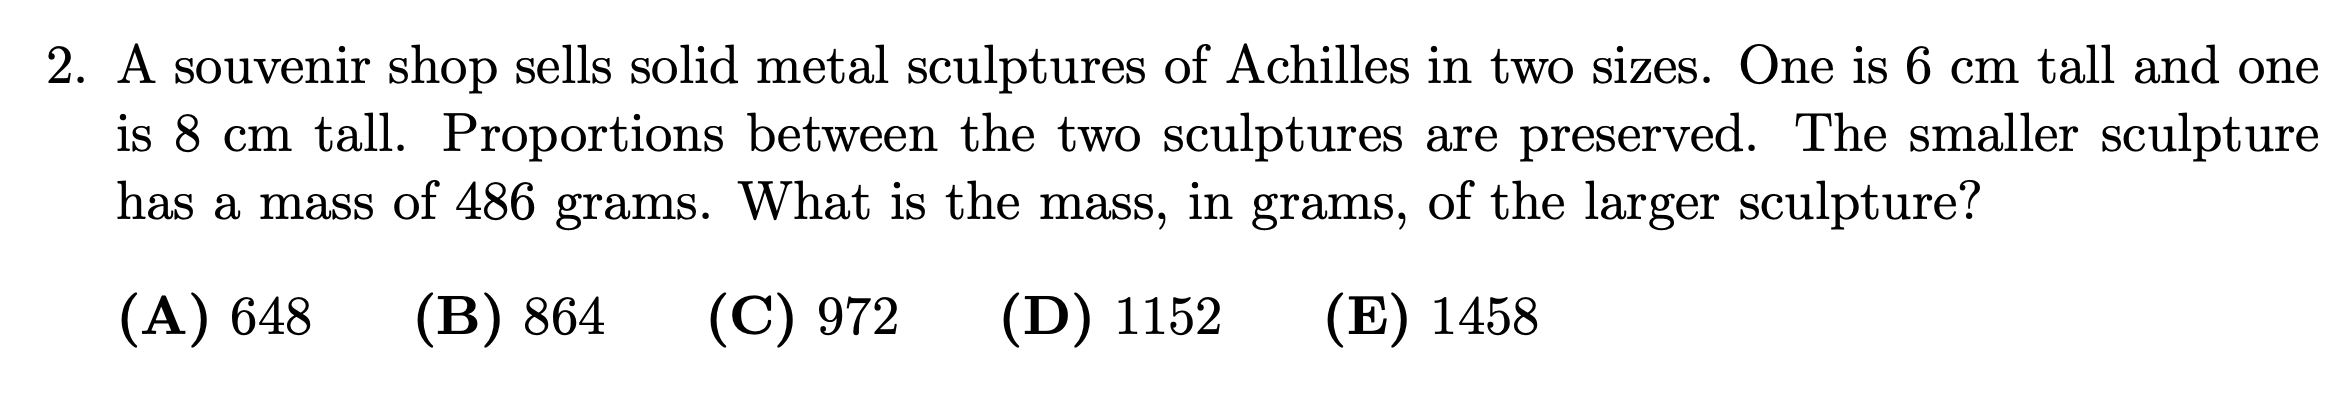 2. A souvenir shop sells solid metal sculptures of Achilles in two sizes. One is 6 cm tall and one
is 8 cm tall. Proportions between the two sculptures are preserved. The smaller sculpture
has a mass of 486 grams. What is the mass, in grams, of the larger sculpture?
(A) 648 (B) 864 (C) 972 (D) 1152 (E) 1458